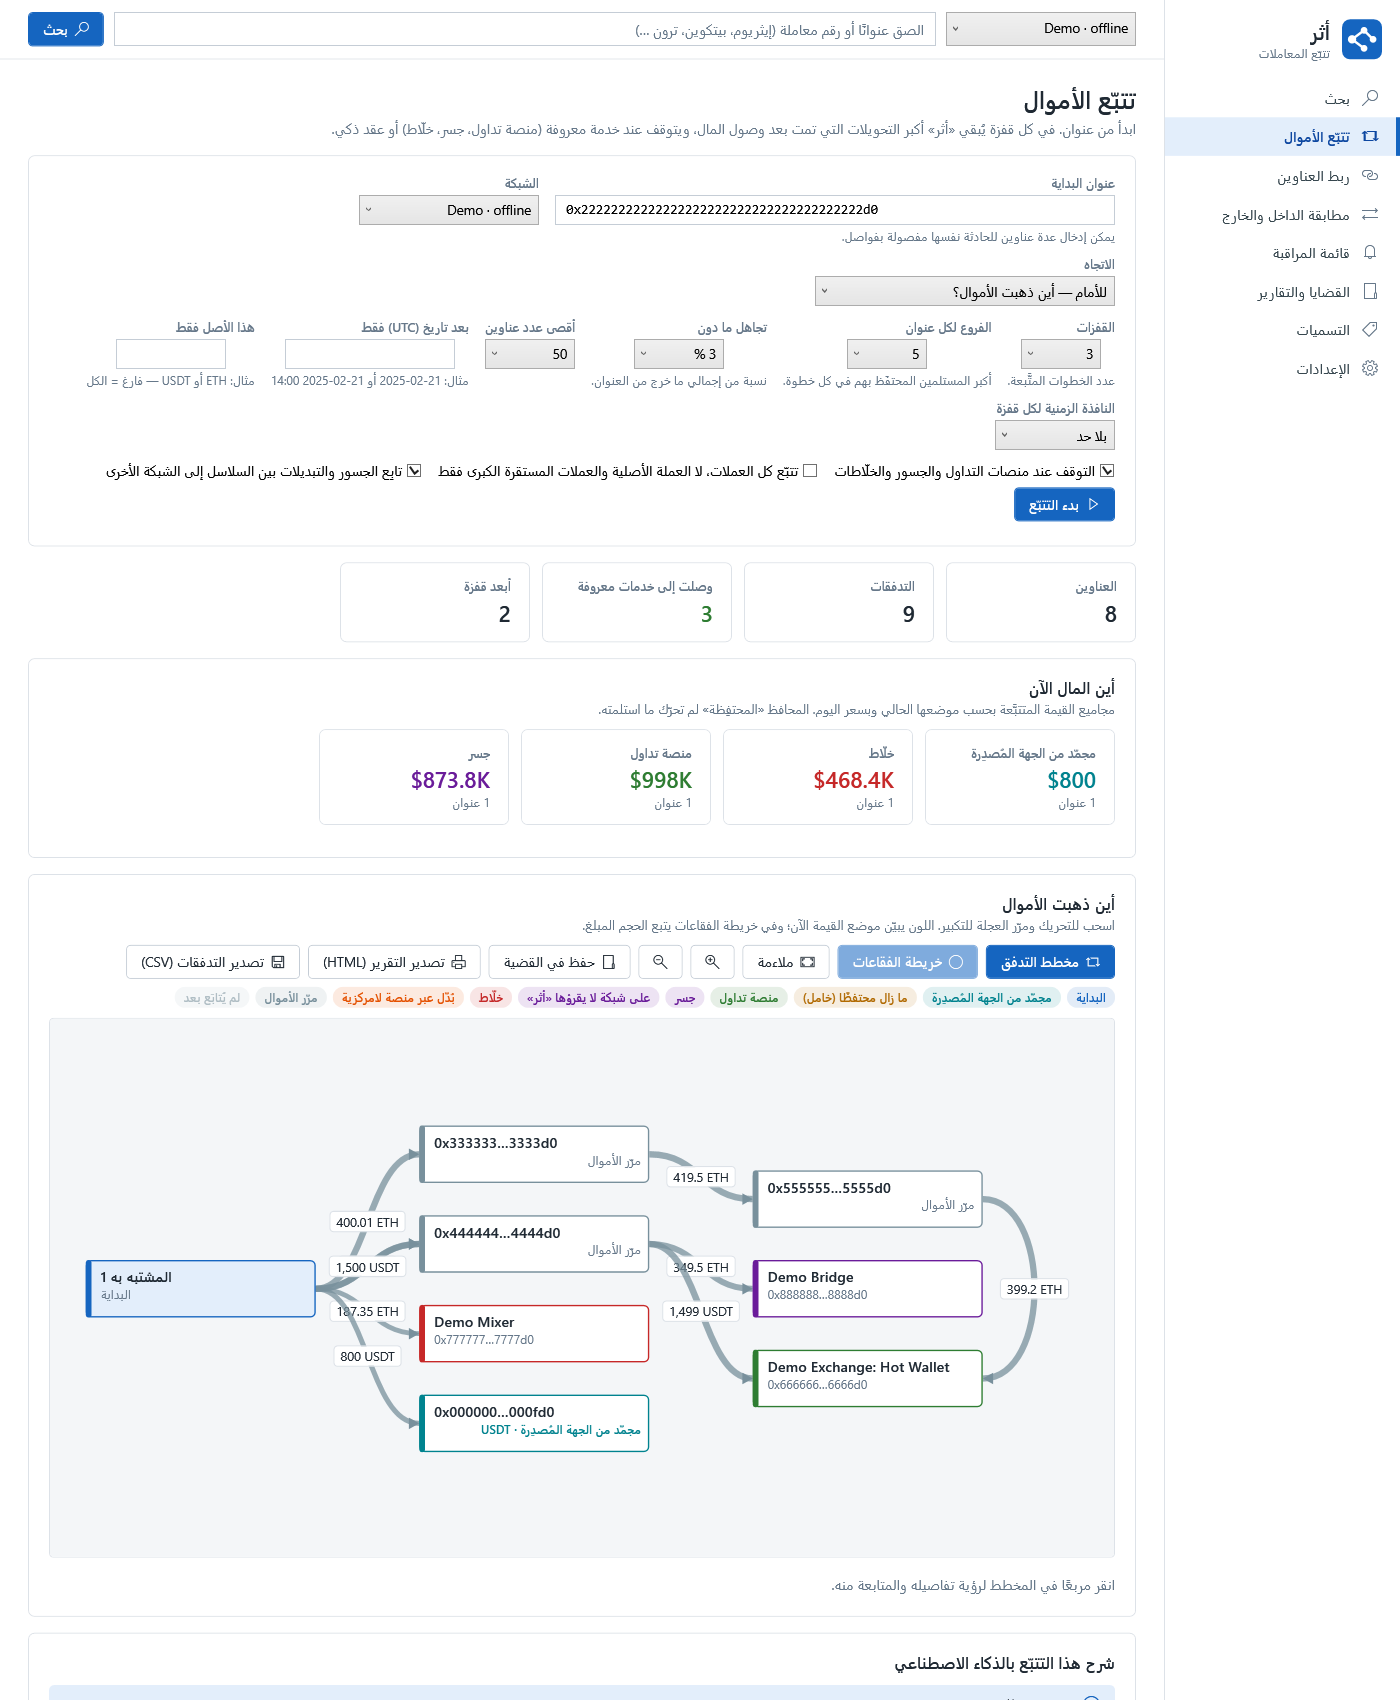 أثر
تتبّع المعاملات
بحث
تتبّع الأموال
ربط العناوين
مطابقة الداخل والخارج
قائمة المراقبة
القضايا والتقارير
التسميات
الإعدادات
Demo · offline
الصق عنوانًا أو رقم معاملة (إيثريوم، بيتكوين، ترون ...)
بحث
تتبّع الأموال
ابدأ من عنوان. في كل قفزة يُبقي «أثر» أكبر التحويلات التي تمت بعد وصول المال، ويتوقف عند خدمة معروفة (منصة تداول، جسر، خلّاط) أو عقد ذكي.
عنوان البداية
الشبكة
0x22222222222222222222222222222222222222d0
Demo · offline
يمكن إدخال عدة عناوين للحادثة نفسها مفصولة بفواصل.
الاتجاه
للأمام — أين ذهبت الأموال؟
القفزات
الفروع لكل عنوان
تجاهل ما دون
أقصى عدد عناوين
بعد تاريخ (UTC) فقط
هذا الأصل فقط
3
5
3 %
50
عدد الخطوات المتَّبعة.
أكبر المستلمين المحتفَظ بهم في كل خطوة.
نسبة من إجمالي ما خرج من العنوان.
مثال: 21-02-2025 أو 21-02-2025 14:00
مثال: ETH أو USDT — فارغ = الكل
النافذة الزمنية لكل قفزة
بلا حد
التوقف عند منصات التداول والجسور والخلّاطات
تتبّع كل العملات، لا العملة الأصلية والعملات المستقرة الكبرى فقط
تابع الجسور والتبديلات بين السلاسل إلى الشبكة الأخرى
بدء التتبّع
العناوين
8
التدفقات
9
وصلت إلى خدمات معروفة
3
أبعد قفزة
2
أين المال الآن
مجاميع القيمة المتتبَّعة بحسب موضعها الحالي وبسعر اليوم. المحافظ «المحتفِظة» لم تحرّك ما استلمته.
مجمّد من الجهة المُصدِرة
$800
1 عنوان
خلّاط
$468.4K
1 عنوان
منصة تداول
$998K
1 عنوان
جسر
$873.8K
1 عنوان
أين ذهبت الأموال
اسحب للتحريك ومرّر العجلة للتكبير. اللون يبيّن موضع القيمة الآن؛ وفي خريطة الفقاعات يتبع الحجم المبلغ.
مخطط التدفق
خريطة الفقاعات
ملاءمة
حفظ في القضية
تصدير التقرير (HTML)
تصدير التدفقات (CSV)
البداية
مجمّد من الجهة المُصدِرة
ما زال محتفظًا (خامل)
منصة تداول
جسر
على شبكة لا يقرؤها «أثر»
خلّاط
بُدّل عبر منصة لامركزية
مرّر الأموال
لم يُتابَع بعد
المشتبه به 1
البداية
400.01 ETH
1,500 USDT
187.35 ETH
800 USDT
0x333333...3333d0
مرّر الأموال
0x444444...4444d0
مرّر الأموال
Demo Mixer
0x777777...7777d0
0x000000...000fd0
مجمّد من الجهة المُصدِرة · USDT
419.5 ETH
349.5 ETH
1,499 USDT
0x555555...5555d0
مرّر الأموال
Demo Bridge
0x888888...8888d0
Demo Exchange: Hot Wallet
0x666666...6666d0
399.2 ETH
انقر مربعًا في المخطط لرؤية تفاصيله والمتابعة منه.
شرح هذا التتبّع بالذكاء الاصطناعي